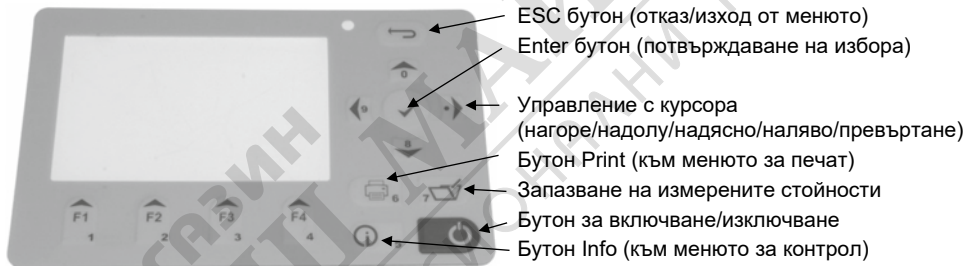 ESC бутон (отказ/изход от менюто)
Enter бутон (потвърждаване на избора)
Управление с курсора
(нагоре/надолу/надясно/наляво/превъртане)
Бутон Print (към менюто за печат)
Запазване на измерените стойности
Бутон за включване/изключване
Бутон Info (към менюто за контрол)
0
9
8
6
7
F1
F2
F3
F4
1
2
3
4